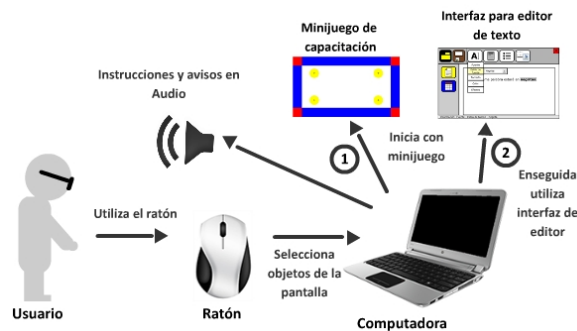 Minijuego de
capacitación
Interfaz para editor
de texto
Instrucciones y avisos en
Audio
A
1
Inicia con
minijuego
2
Enseguida
utiliza
interfaz de
editor
Utiliza el ratón
Selecciona
objetos de la
pantalla
Usuario
Ratón
Computadora